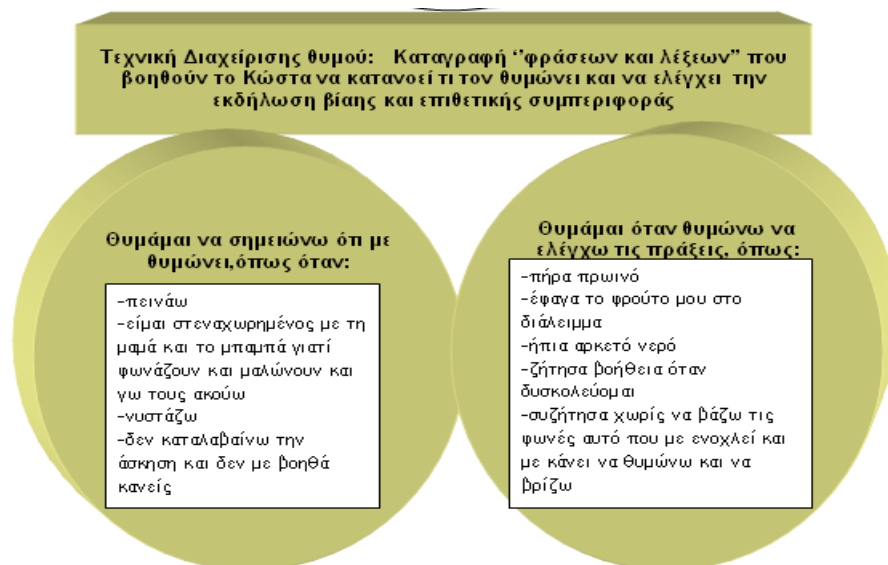 Τεχνική Διαχείρισης θυμού: Καταγραφή ‘’φράσεων και λέξεων’’ που
βοηθούν το Κώστα να κατανοεί τι τον θυμώνει και να ελέγχει την
εκδήλωση βίαης και επιθετικής συμπεριφοράς
Θυμάμαι να σημειώνω ότι με
θυμώνει,όπως όταν:
-πεινάω
-είμαι στεναχωρημένος με τη
μαμά και το μπαμπά γιατί
φωνάζουν και μαλώνουν και
γω τους ακούω
-νυστάζω
-δεν καταλαβαίνω την
άσκηση και δεν με βοηθά
κανείς
Θυμάμαι όταν θυμώνω να
ελέγχω τις πράξεις, όπως:
-πήρα πρωινό
-έφαγα το φρούτο μου στο
διάλειμμα
-ήπια αρκετό νερό
-ζήτησα βοήθεια όταν
δυσκολεύομαι
-συζήτησα χωρίς να βάζω τις
φωνές αυτό που με ενοχλεί και
με κάνει να θυμώνω και να
βρίζω